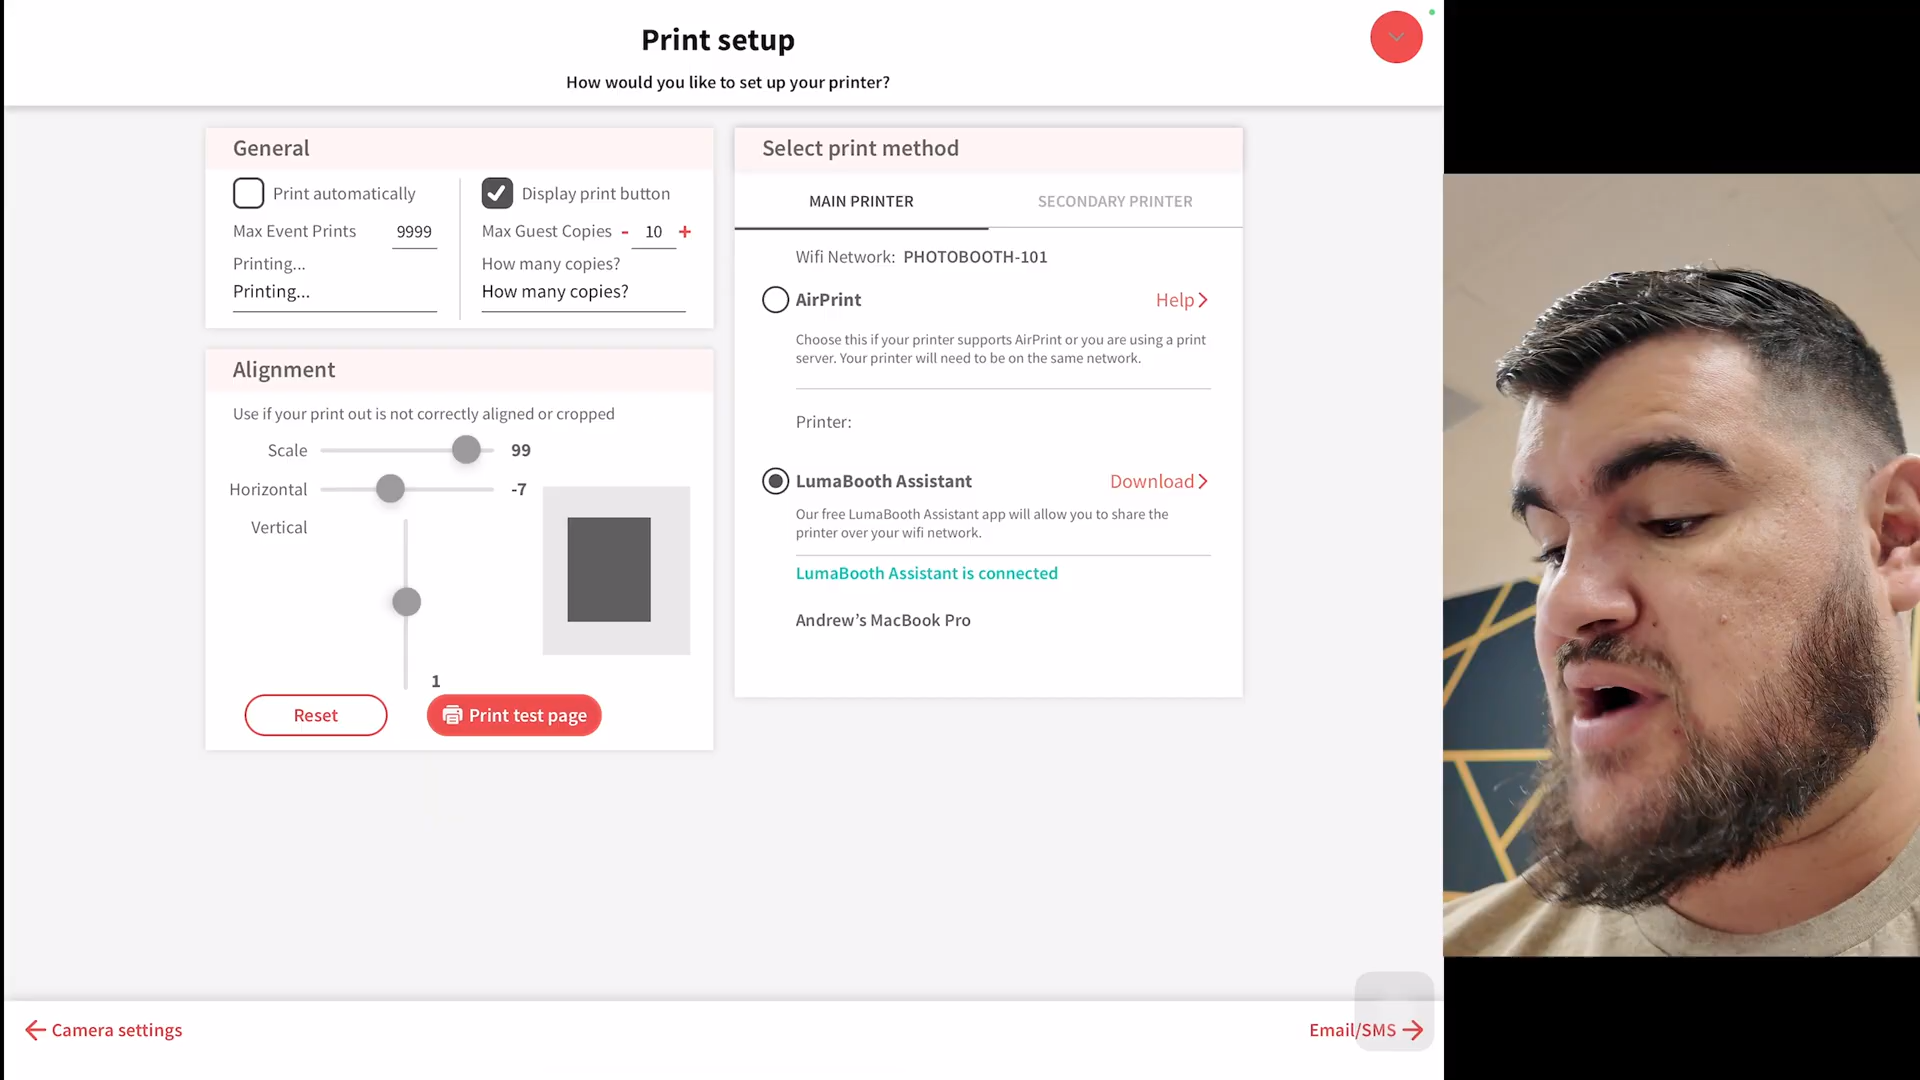 Print setup
How would you like to set up your printer?
General
Print automatically
Max Event Prints 9999
Printing...
Printing...
Display print button
Max Guest Copies - 10 +
How many copies?
How many copies?
Alignment
Use if your print out is not correctly aligned or cropped
Scale 99
Horizontal -7
Vertical
1
Reset
Print test page
Select print method
MAIN PRINTER
SECONDARY PRINTER
Wifi Network: PHOTOBOOTH-101
AirPrint
Help
Choose this if your printer supports AirPrint or you are using a print
server. Your printer will need to be on the same network.
Printer:
LumaBooth Assistant
Download
Our free LumaBooth Assistant app will allow you to share the
printer over your wifi network.
LumaBooth Assistant is connected
Andrew’s MacBook Pro
Camera settings
Email/SMS